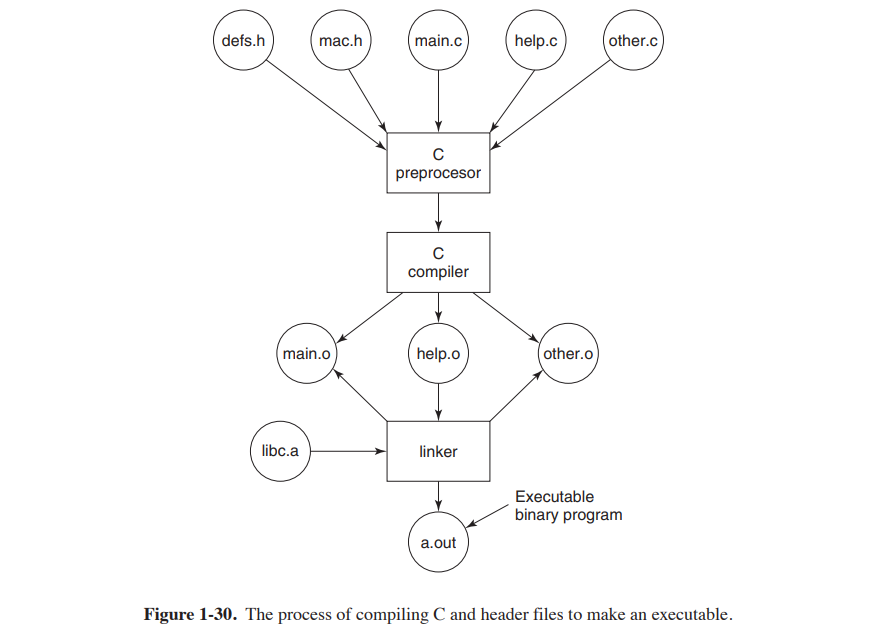 defs.h
mac.h
main.c
help.c
other.c
C
preprocesor
C
compiler
main.o
help.o
other.o
libc.a
linker
Executable
binary program
a.out
Figure 1-30. The process of compiling C and header files to make an executable.